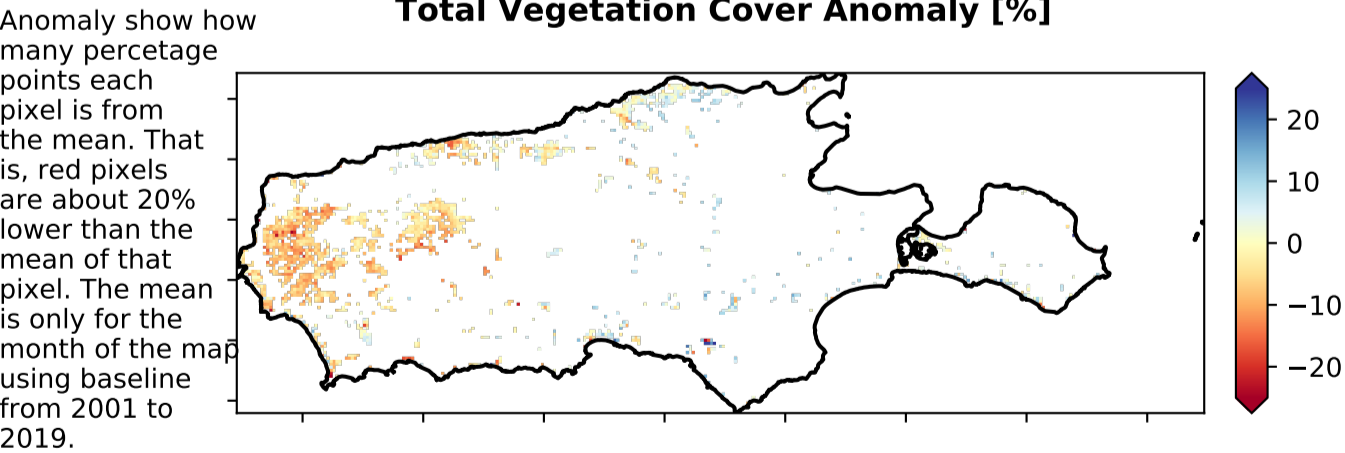 Total Vegetation Cover Anomaly [%]
Anomaly show how
many percetage
points each
pixel is from
the mean. That
is, red pixels
are about 20%
lower than the
mean of that
pixel. The mean
is only for the
month of the map
using baseline
from 2001 to
2019.
20
10
0
−10
−20